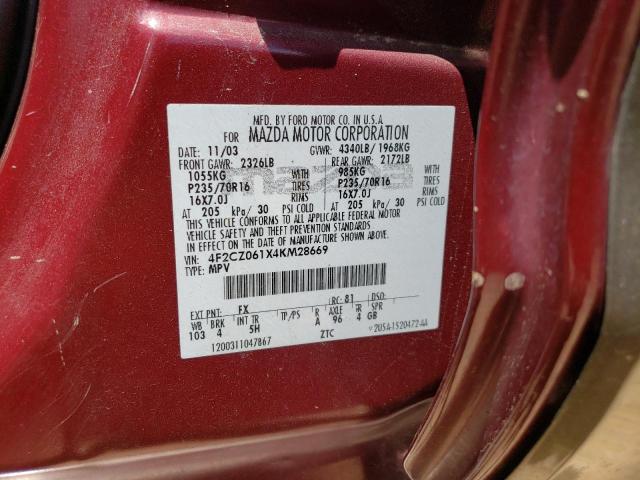 MFD. BY FORD MOTOR CO. IN U.S.A
FOR MAZDA MOTOR CORPORATION
DATE: 11/03 GVWR: 4340LB/ 1968KG
FRONT GAWR: 2326LB REAR GAWR: 2172LB
1055KG 985KG
P235/70R16 TIRES P235/70R16
16X7.0J RIMS 16X7.0J
AT 205 kPa/ 30 PSI COLD AT 205 kPa/ 30 PSI COLD
THIS VEHICLE CONFORMS TO ALL APPLICABLE FEDERAL MOTOR
VEHICLE SAFETY AND THEFT PREVENTION STANDARDS
IN EFFECT ON THE DATE OF MANUFACTURE SHOWN ABOVE.
VIN: 4F2CZ061X4KM28669
TYPE: MPV
EXT PNT: FX RC: 81 DSO:
WB BRK INT TR TP/PS R AXLE TR SPR
103 4 5H A 96 4 GB
1200311047867 ZTC